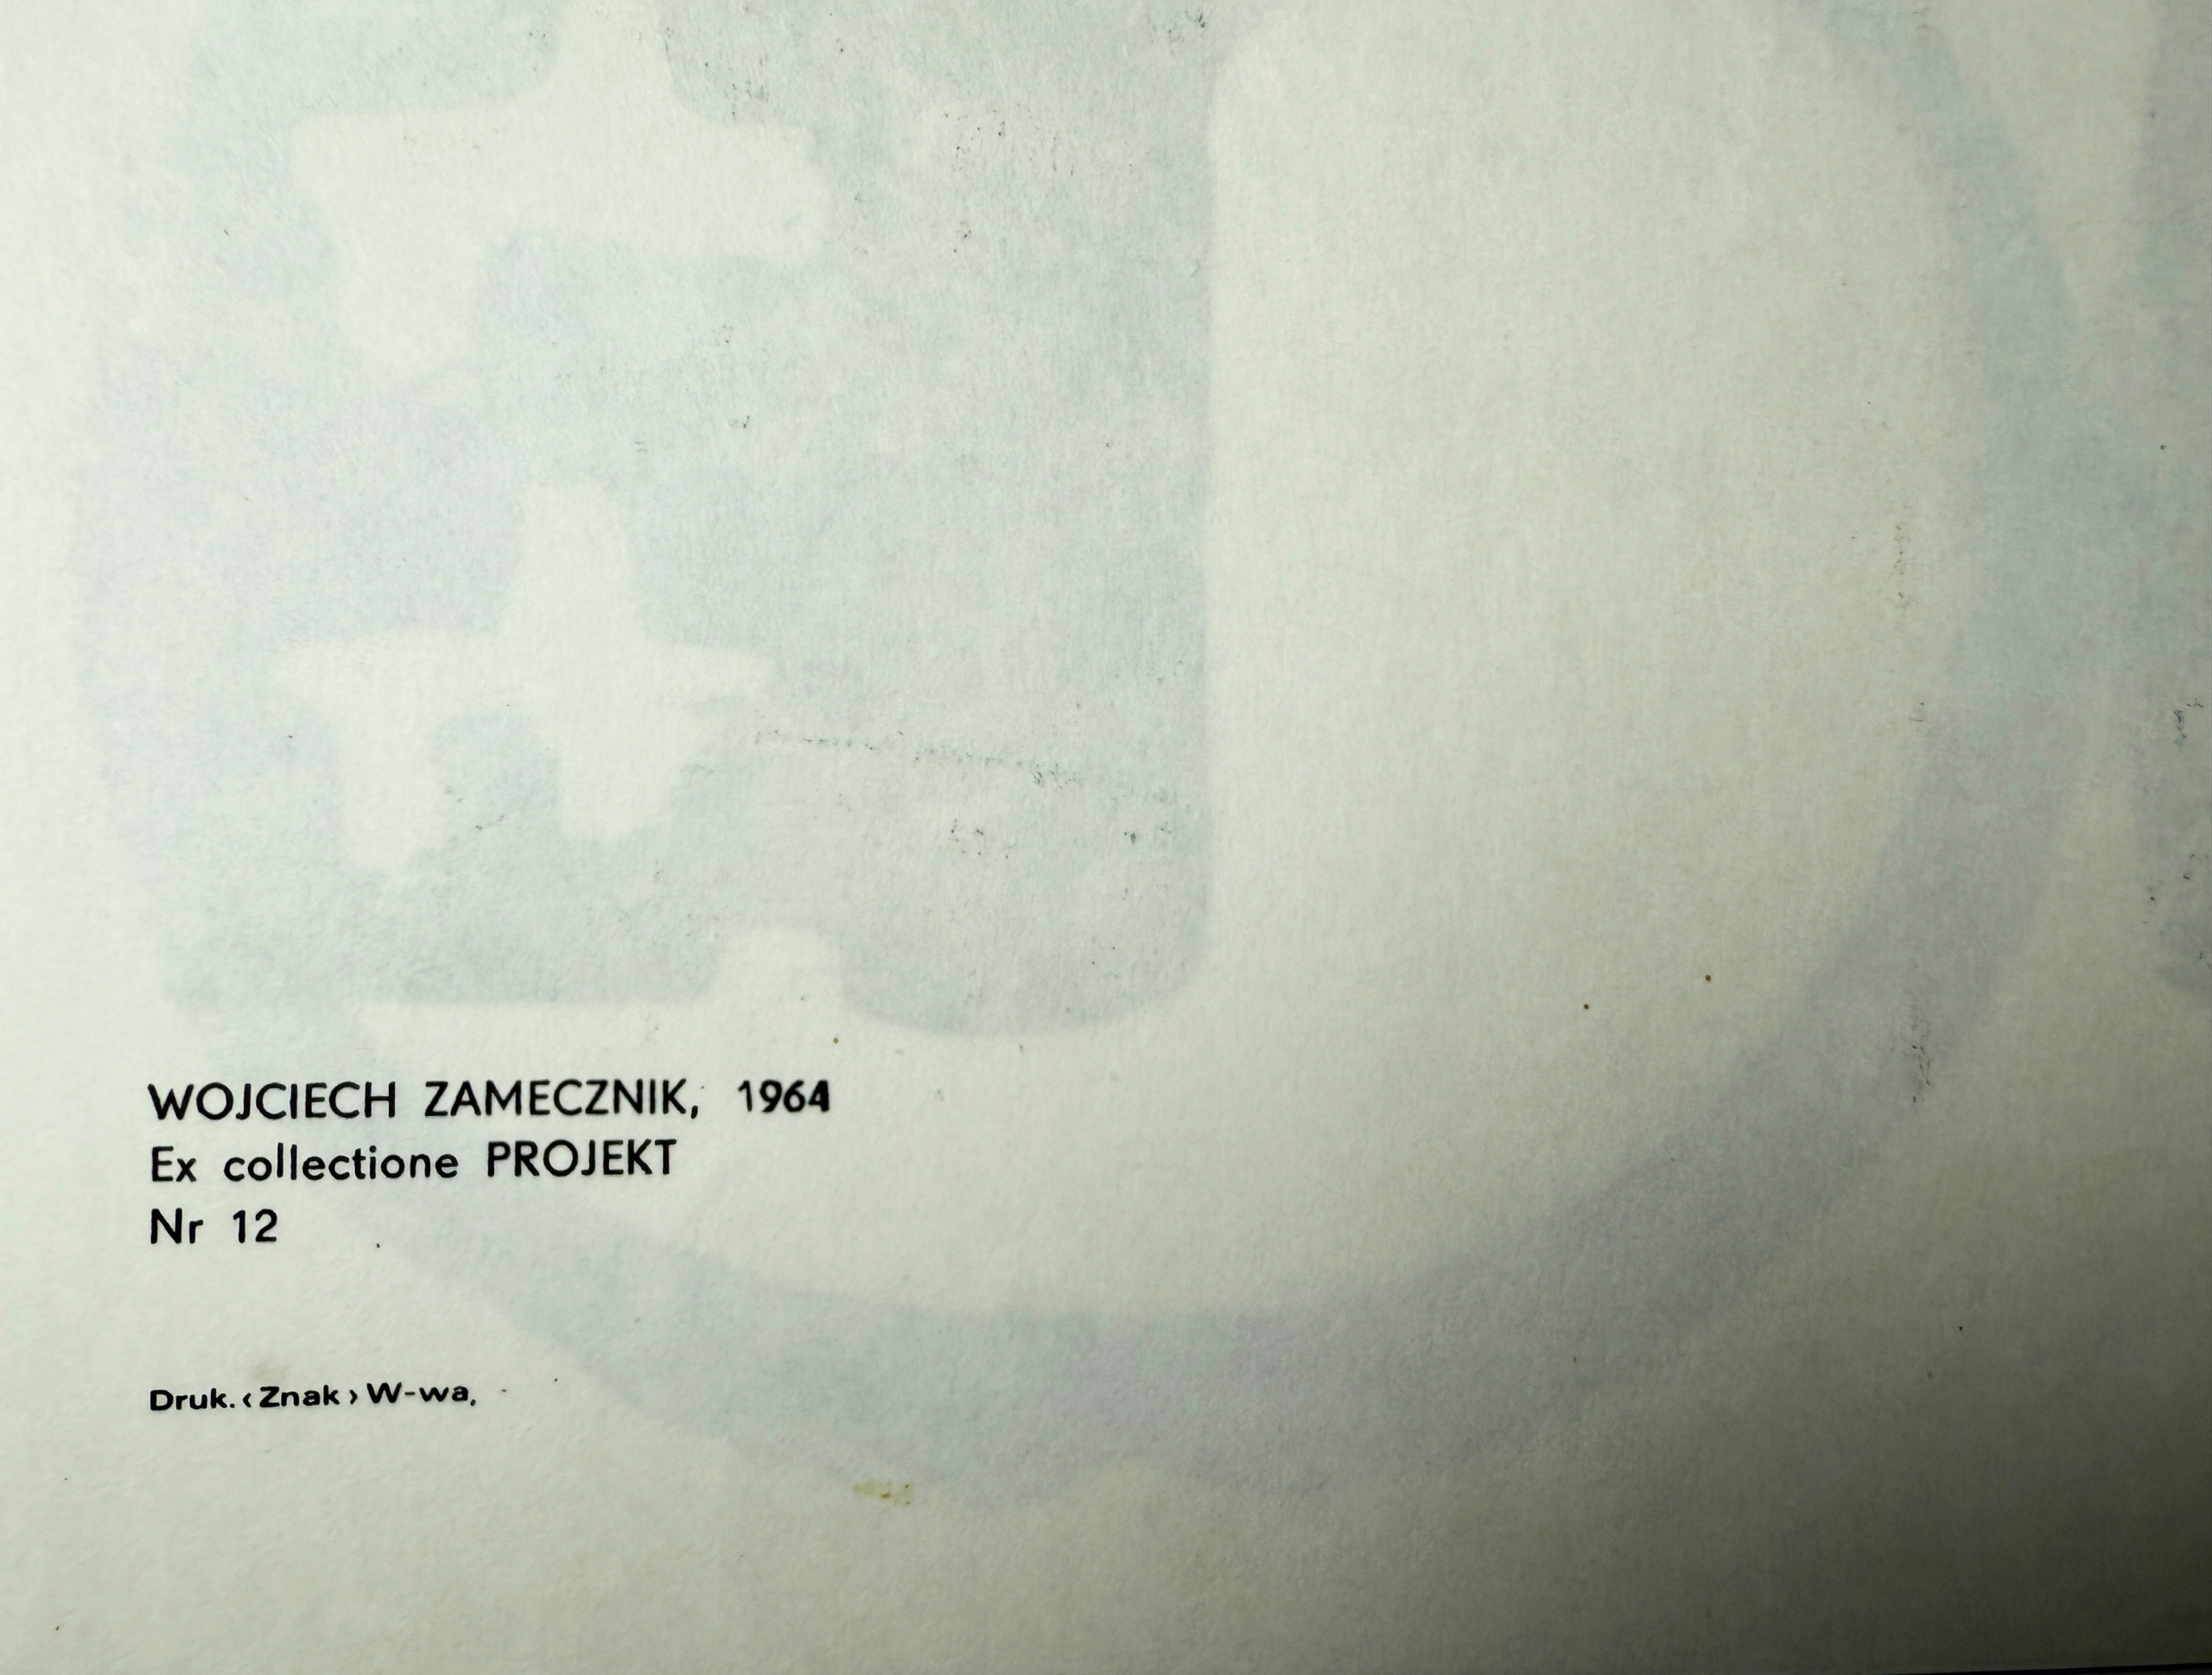 WOJCIECH ZAMECZNIK, 1964
Ex collectione PROJEKT
Nr 12
Druk. ‹ Znak › W-wa,